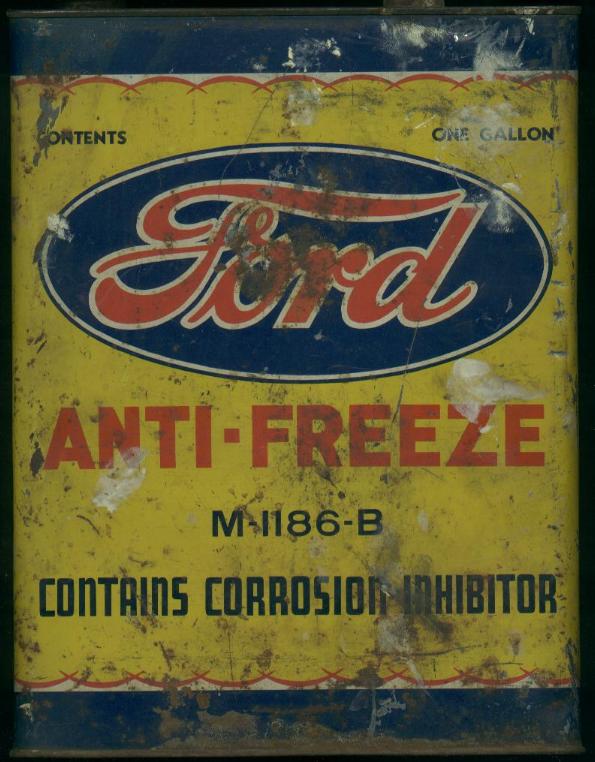 CONTENTS ONE GALLON
Ford
ANTI-FREEZE
M-1186-B
CONTAINS CORROSION INHIBITOR